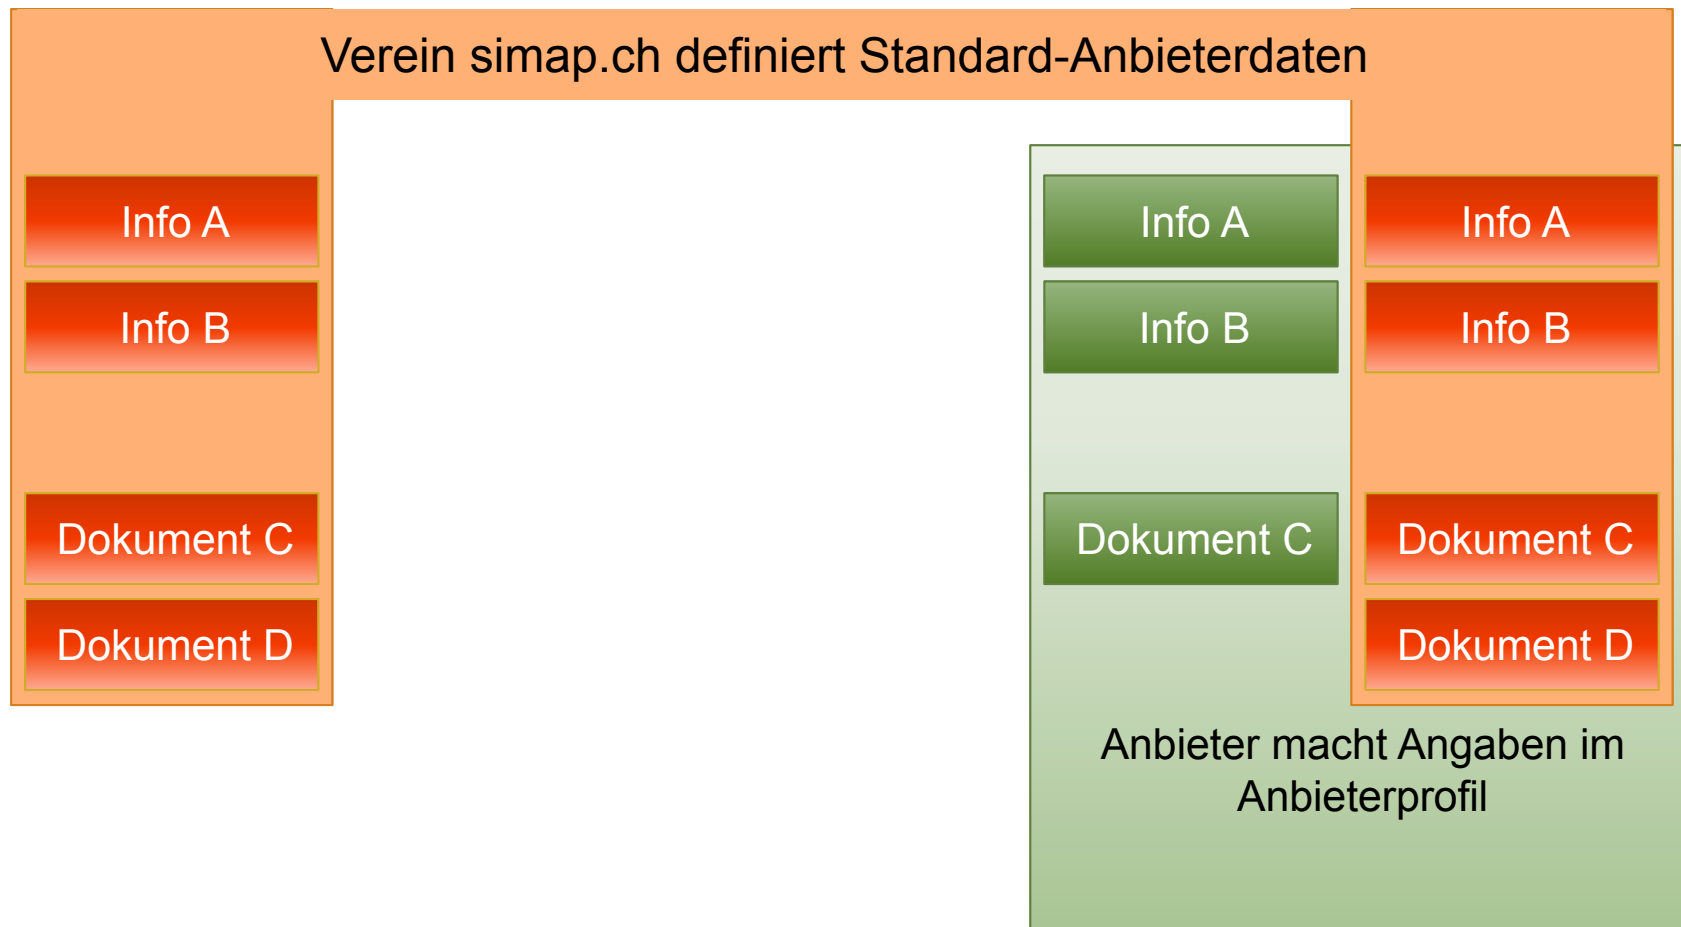 Verein simap.ch definiert Standard-Anbieterdaten
Info A
Info B
Dokument C
Dokument D
Info A
Info B
Dokument C
Info A
Info B
Dokument C
Dokument D
Anbieter macht Angaben im
Anbieterprofil